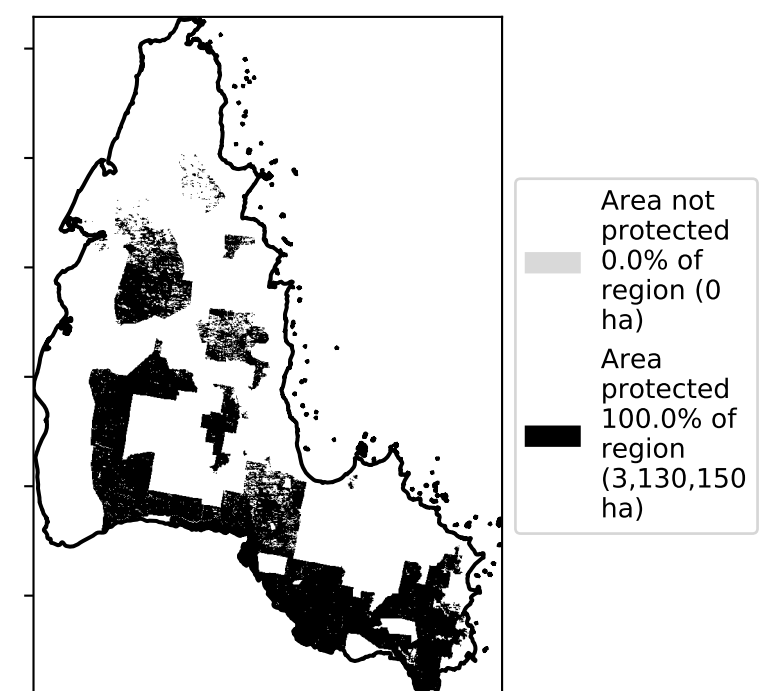 Area not
protected
0.0% of
region (0
ha)
Area
protected
100.0% of
region
(3,130,150
ha)